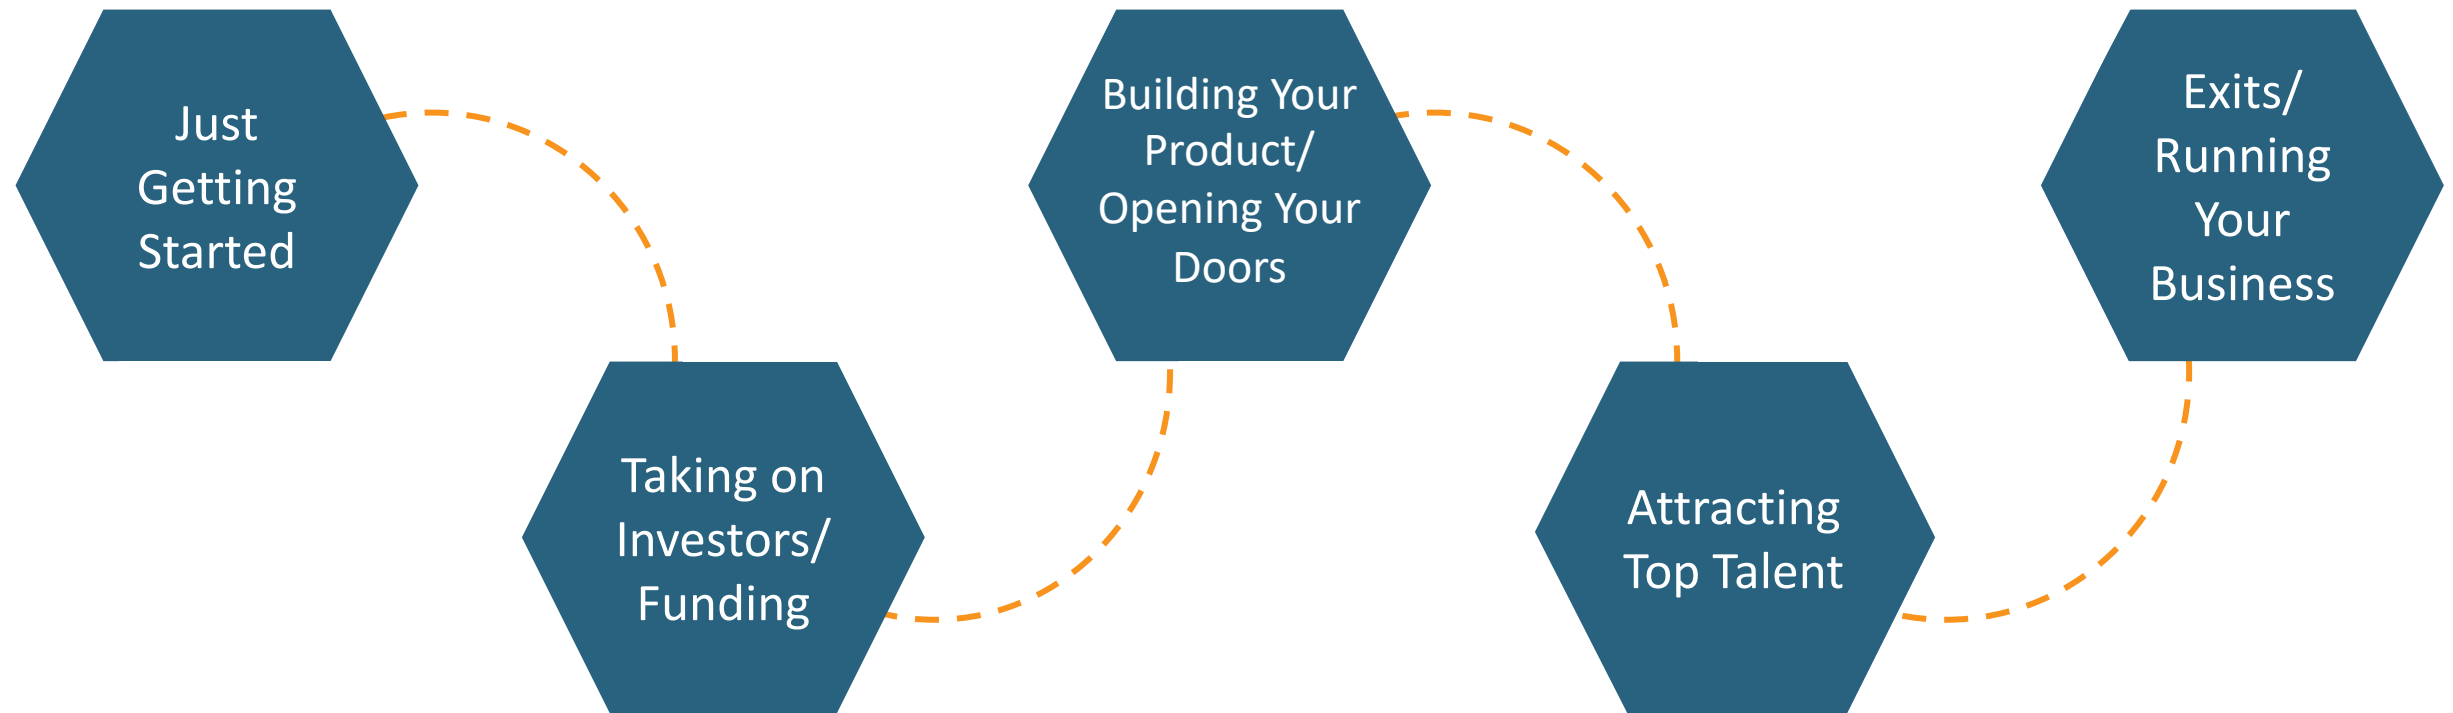 Just
Getting
Started
Taking on
Investors/
Funding
Building Your
Product/
Opening Your
Doors
Attracting
Top Talent
Exits/
Running
Your
Business